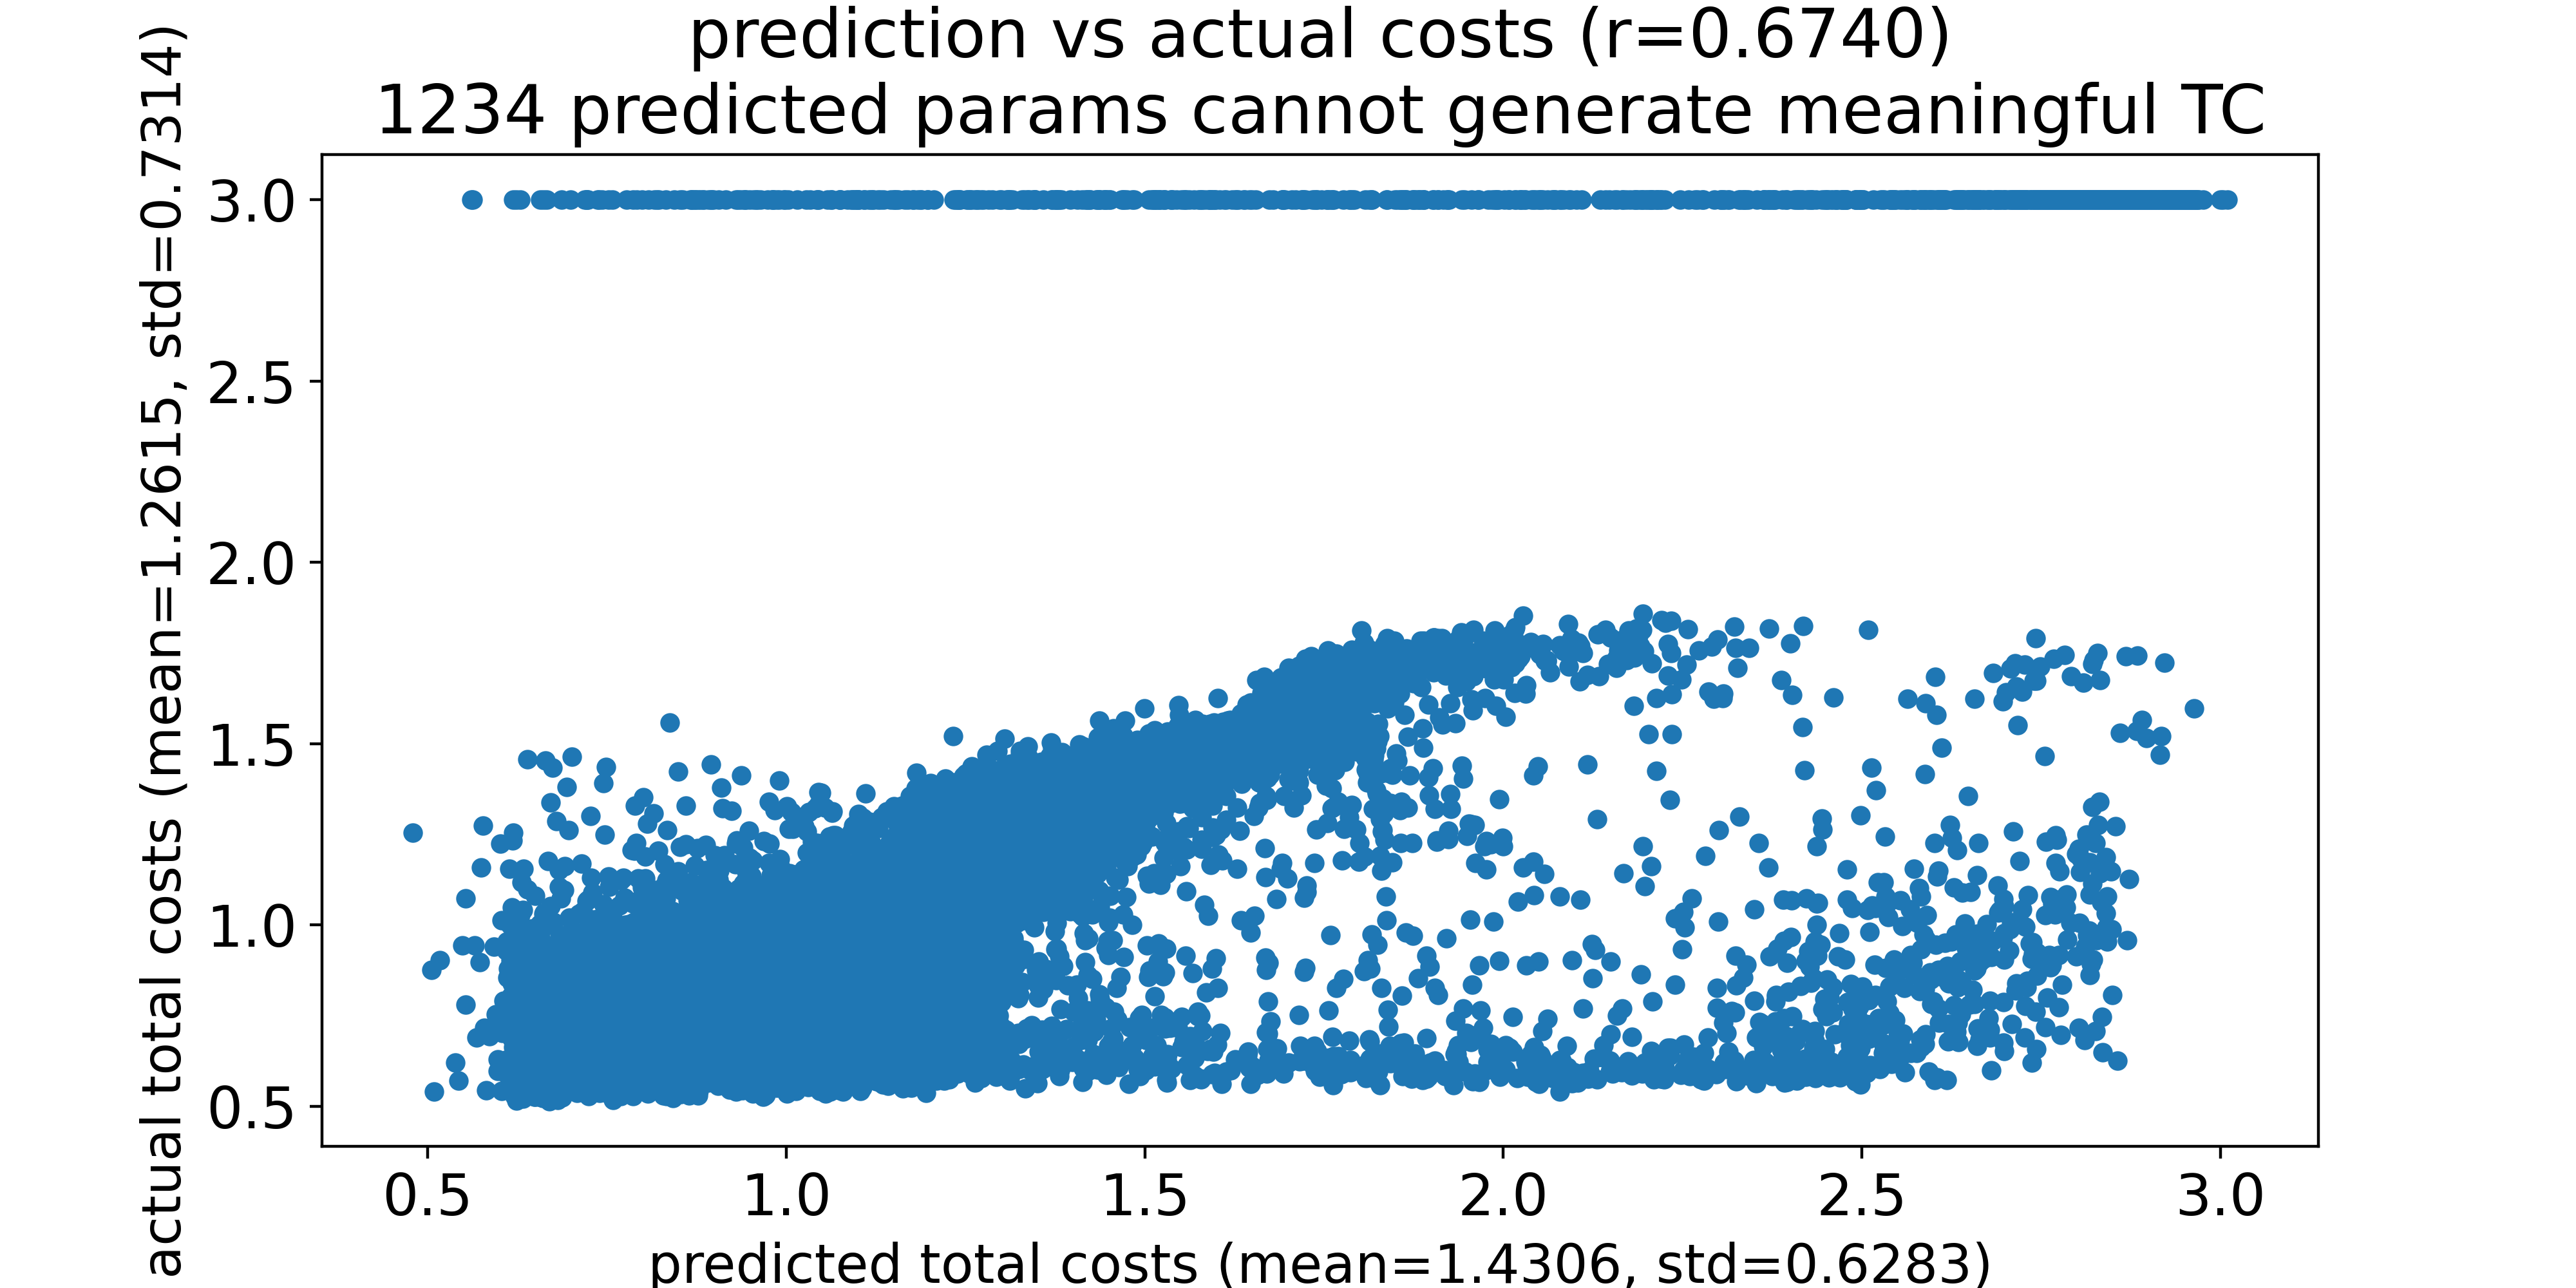 prediction vs actual costs (r=0.6740)
1234 predicted params cannot generate meaningful TC
actual total costs (mean=1.2615, std=0.7314)
3.0
2.5
2.0
1.5
1.0
0.5
0.5 1.0 1.5 2.0 2.5 3.0
predicted total costs (mean=1.4306, std=0.6283)